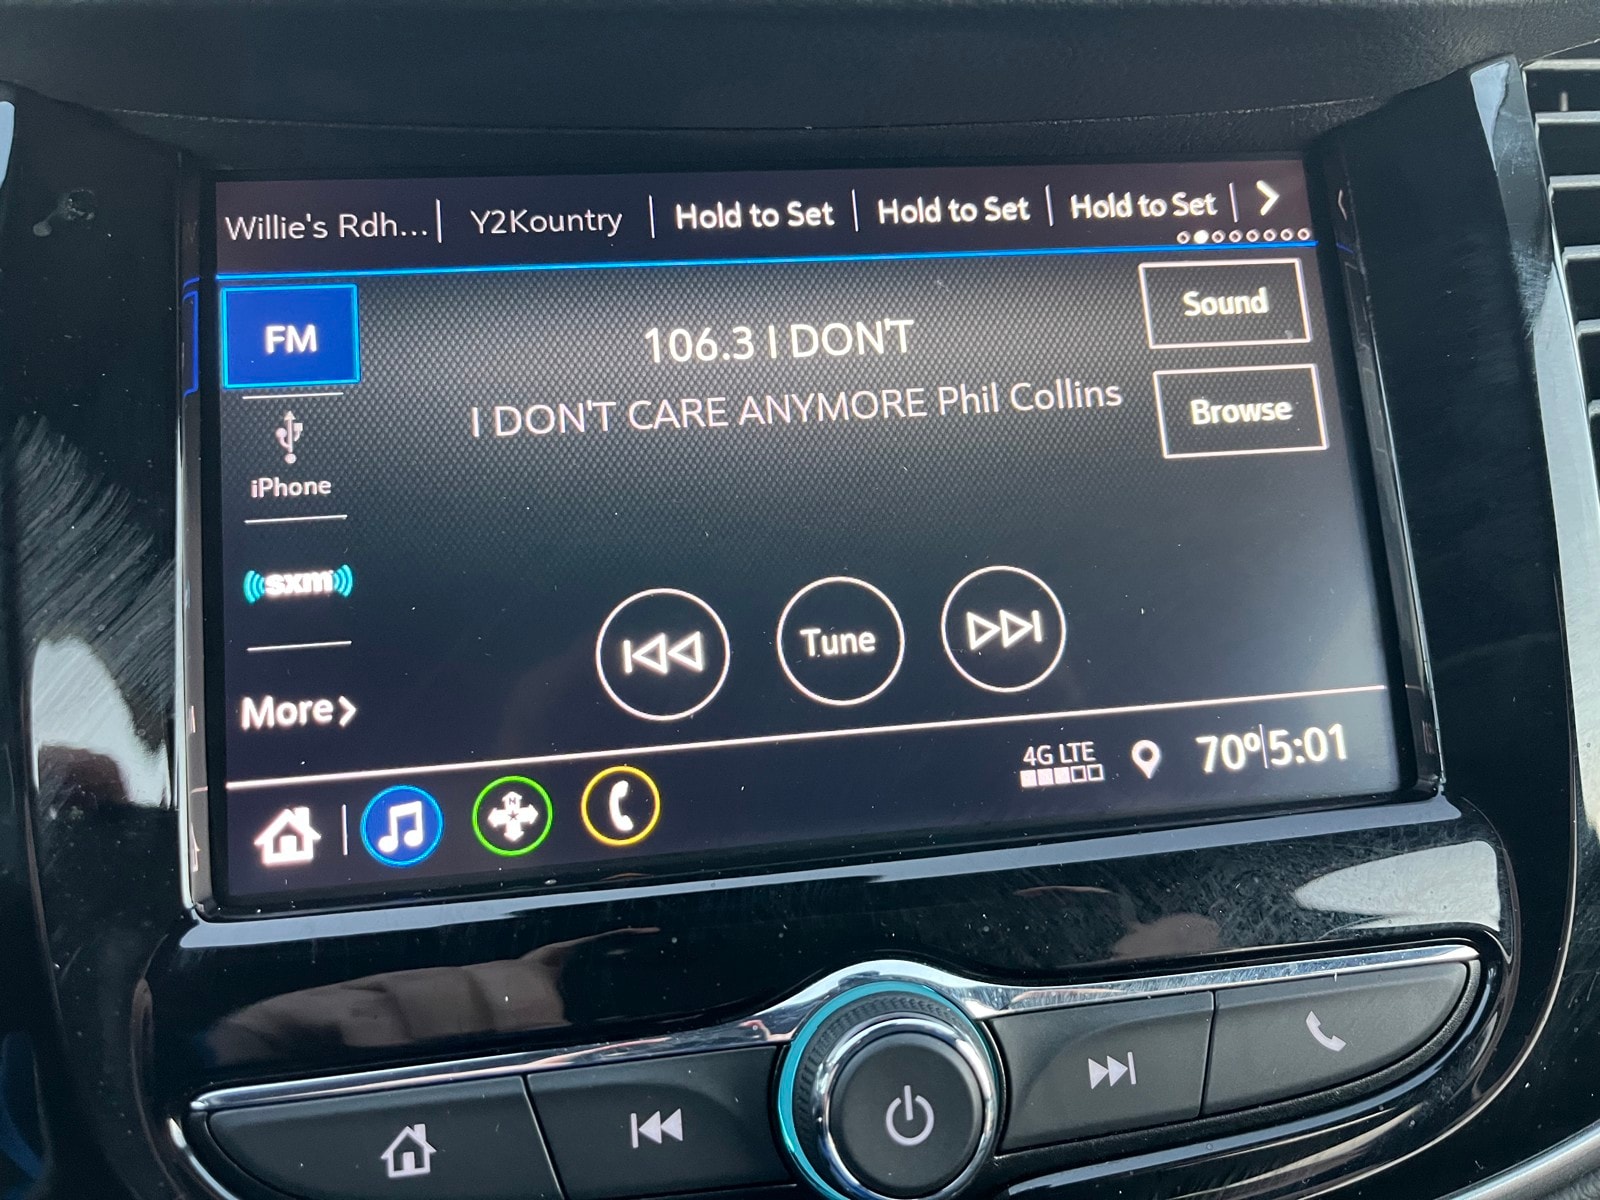 Willie's Rdh... Y2Kountry Hold to Set Hold to Set Hold to Set
FM
106.3 I DON'T
Sound
I DON'T CARE ANYMORE Phil Collins
Browse
iPhone
sxm
Tune
More
4G LTE
70° 5:01
N